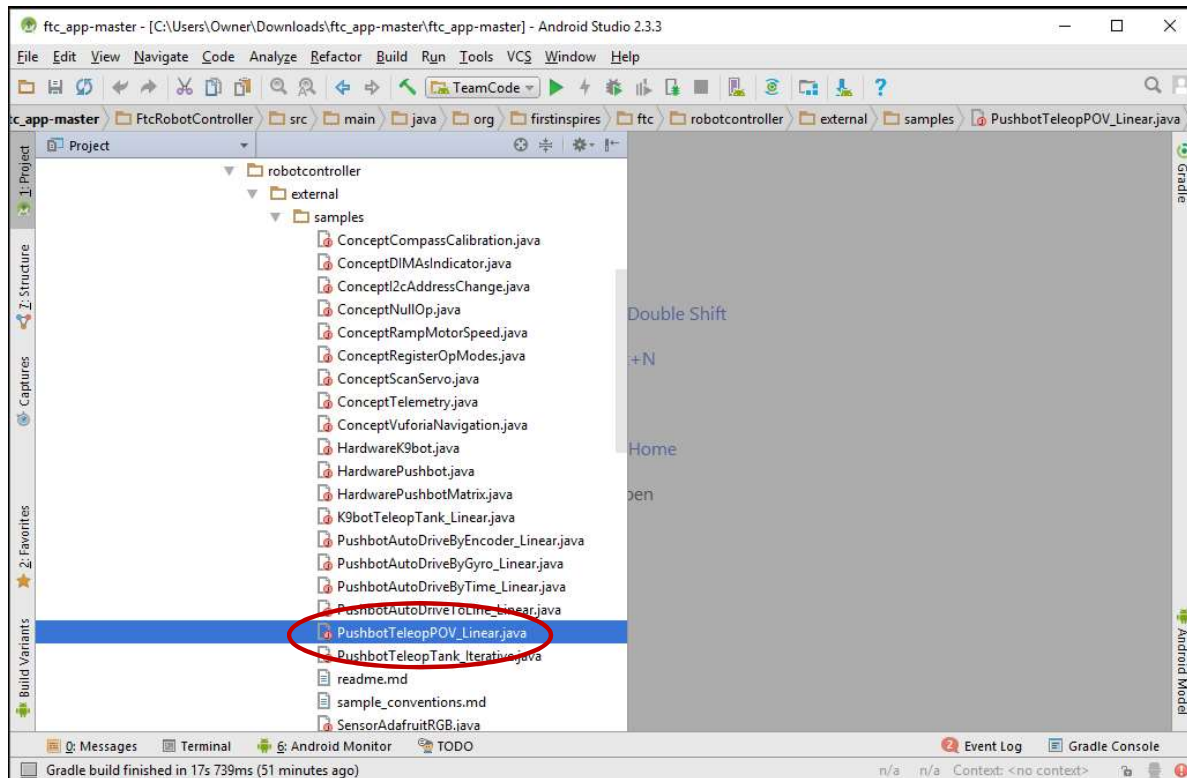 ftc_app-master - [C:\Users\Owner\Downloads\ftc_app-master\ftc_app-master] - Android Studio 2.3.3
File Edit View Navigate Code Analyze Refactor Build Run Tools VCS Window Help
TeamCode
tc_app-master FtcRobotController src main java org firstinspires ftc robotcontroller external samples PushbotTeleopPOV_Linear.java
Project
1: Project
Gradle
robotcontroller
external
samples
ConceptCompassCalibration.java
ConceptDIMAsIndicator.java
ConceptI2cAddressChange.java
ConceptNullOp.java
ConceptRampMotorSpeed.java
ConceptRegisterOpModes.java
ConceptScanServo.java
ConceptTelemetry.java
ConceptVuforiaNavigation.java
HardwareK9bot.java
HardwarePushbot.java
HardwarePushbotMatrix.java
K9botTeleopTank_Linear.java
PushbotAutoDriveByEncoder_Linear.java
PushbotAutoDriveByGyro_Linear.java
PushbotAutoDriveByTime_Linear.java
PushbotAutoDriveToLine_Linear.java
PushbotTeleopPOV_Linear.java
PushbotTeleopTank_Iterative.java
readme.md
sample_conventions.md
SensorAdafruitRGB.java
Z: Structure
Captures
2: Favorites
Build Variants
Double Shift
+N
Home
pen
Android Model
0: Messages Terminal 6: Android Monitor TODO
2 Event Log Gradle Console
Gradle build finished in 17s 739ms (51 minutes ago)
n/a n/a Context: <no context>